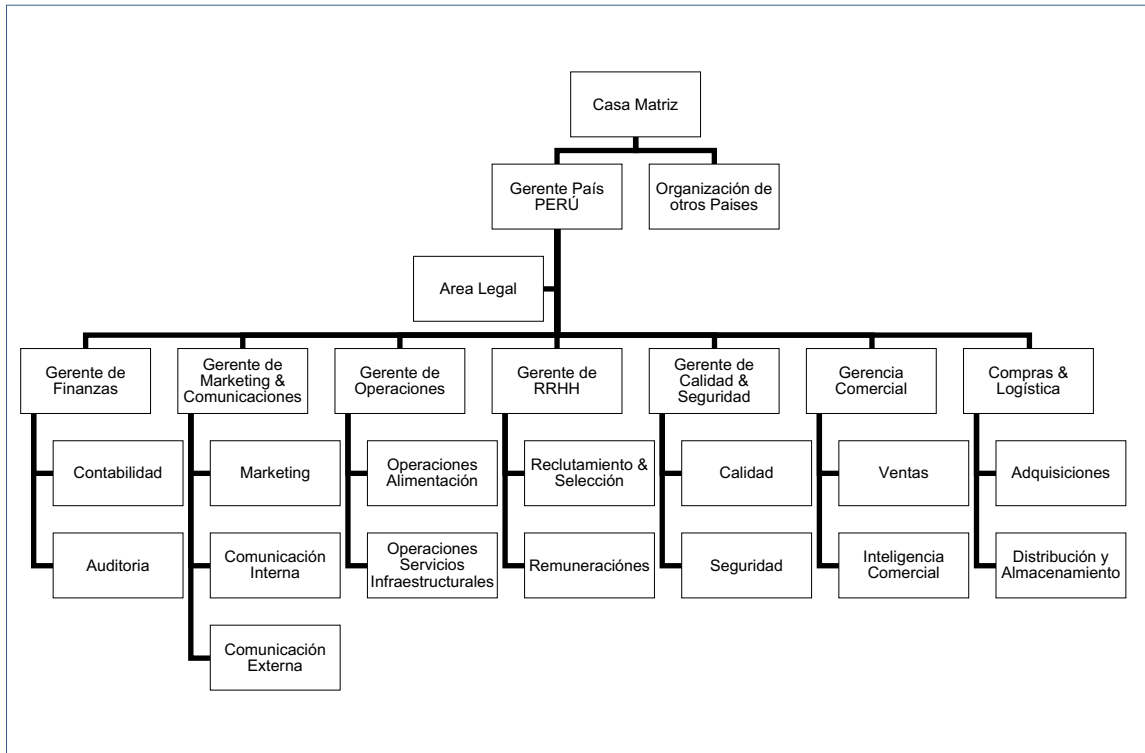 Casa Matriz
Gerente País
PERÚ
Organización de
otros Paises
Area Legal
Gerente de
Finanzas
Gerente de
Marketing &
Comunicaciones
Gerente de
Operaciones
Gerente de
RRHH
Gerente de
Calidad &
Seguridad
Gerencia
Comercial
Compras &
Logística
Contabilidad
Marketing
Operaciones
Alimentación
Reclutamiento &
Selección
Calidad
Ventas
Adquisiciones
Auditoria
Comunicación
Interna
Operaciones
Servicios
Infraestructurales
Remuneraciónes
Seguridad
Inteligencia
Comercial
Distribución y
Almacenamiento
Comunicación
Externa